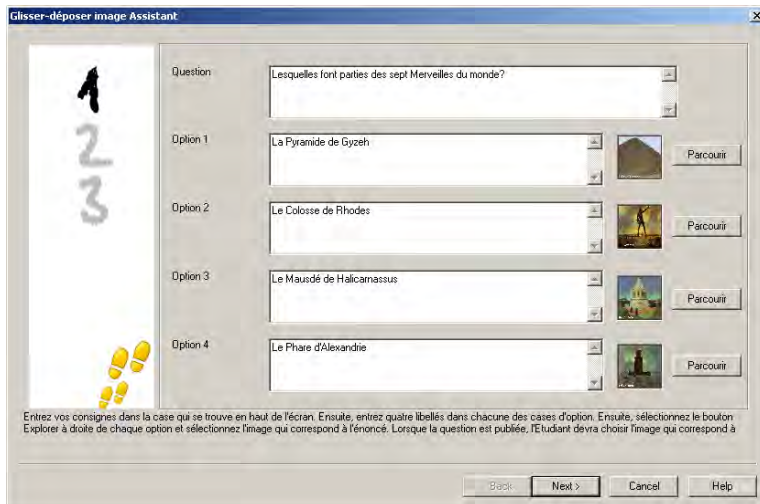 Glisser-déposer image Assistant
1
2
3
Question
Lesquelles font parties des sept Merveilles du monde?
Option 1
La Pyramide de Gyzeh
Parcourir
Option 2
Le Colosse de Rhodes
Parcourir
Option 3
Le Mausdé de Halicarnassus
Parcourir
Option 4
Le Phare d'Alexandrie
Parcourir
Entrez vos consignes dans la case qui se trouve en haut de l'écran. Ensuite, entrez quatre libellés dans chacune des cases d'option. Ensuite, sélectionnez le bouton
Explorer à droite de chaque option et sélectionnez l'image qui correspond à l'énoncé. Lorsque la question est publiée, l'Etudiant devra choisir l'image qui correspond à
Back
Next >
Cancel
Help